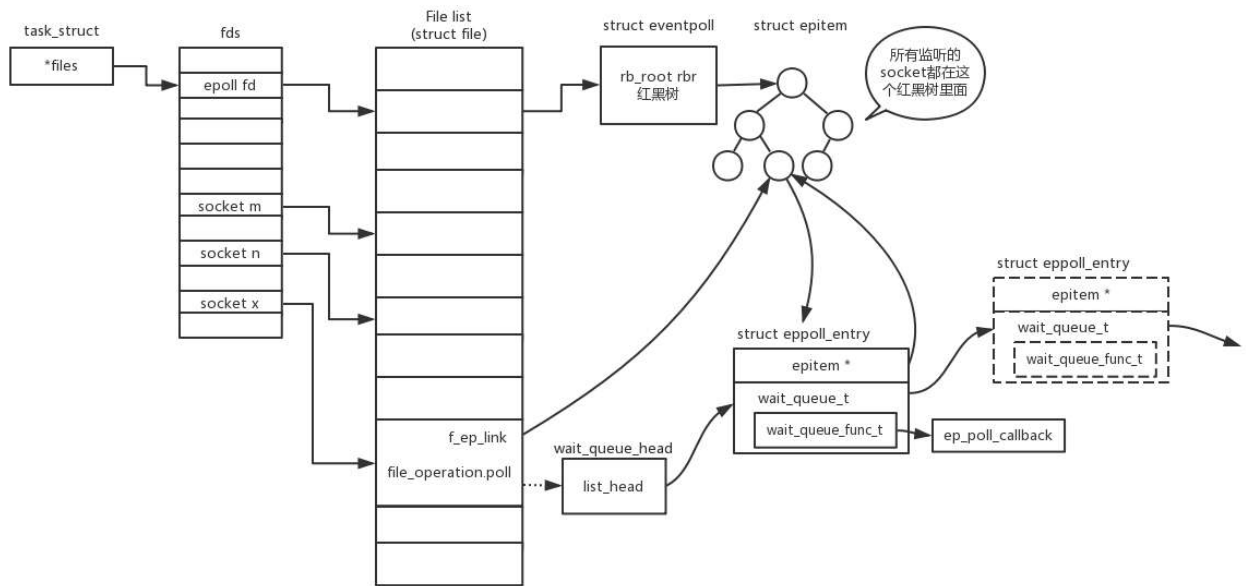 task_struct
*files
fds
epoll fd
socket m
socket n
socket x
File list
(struct file)
f_ep_link
file_operation.poll
struct eventpoll
rb_root rbr
红黑树
struct epitem
所有监听的
socket都在这
个红黑树里面
wait_queue_head
list_head
struct eppoll_entry
epitem *
wait_queue_t
wait_queue_func_t
ep_poll_callback
struct eppoll_entry
epitem *
wait_queue_t
wait_queue_func_t